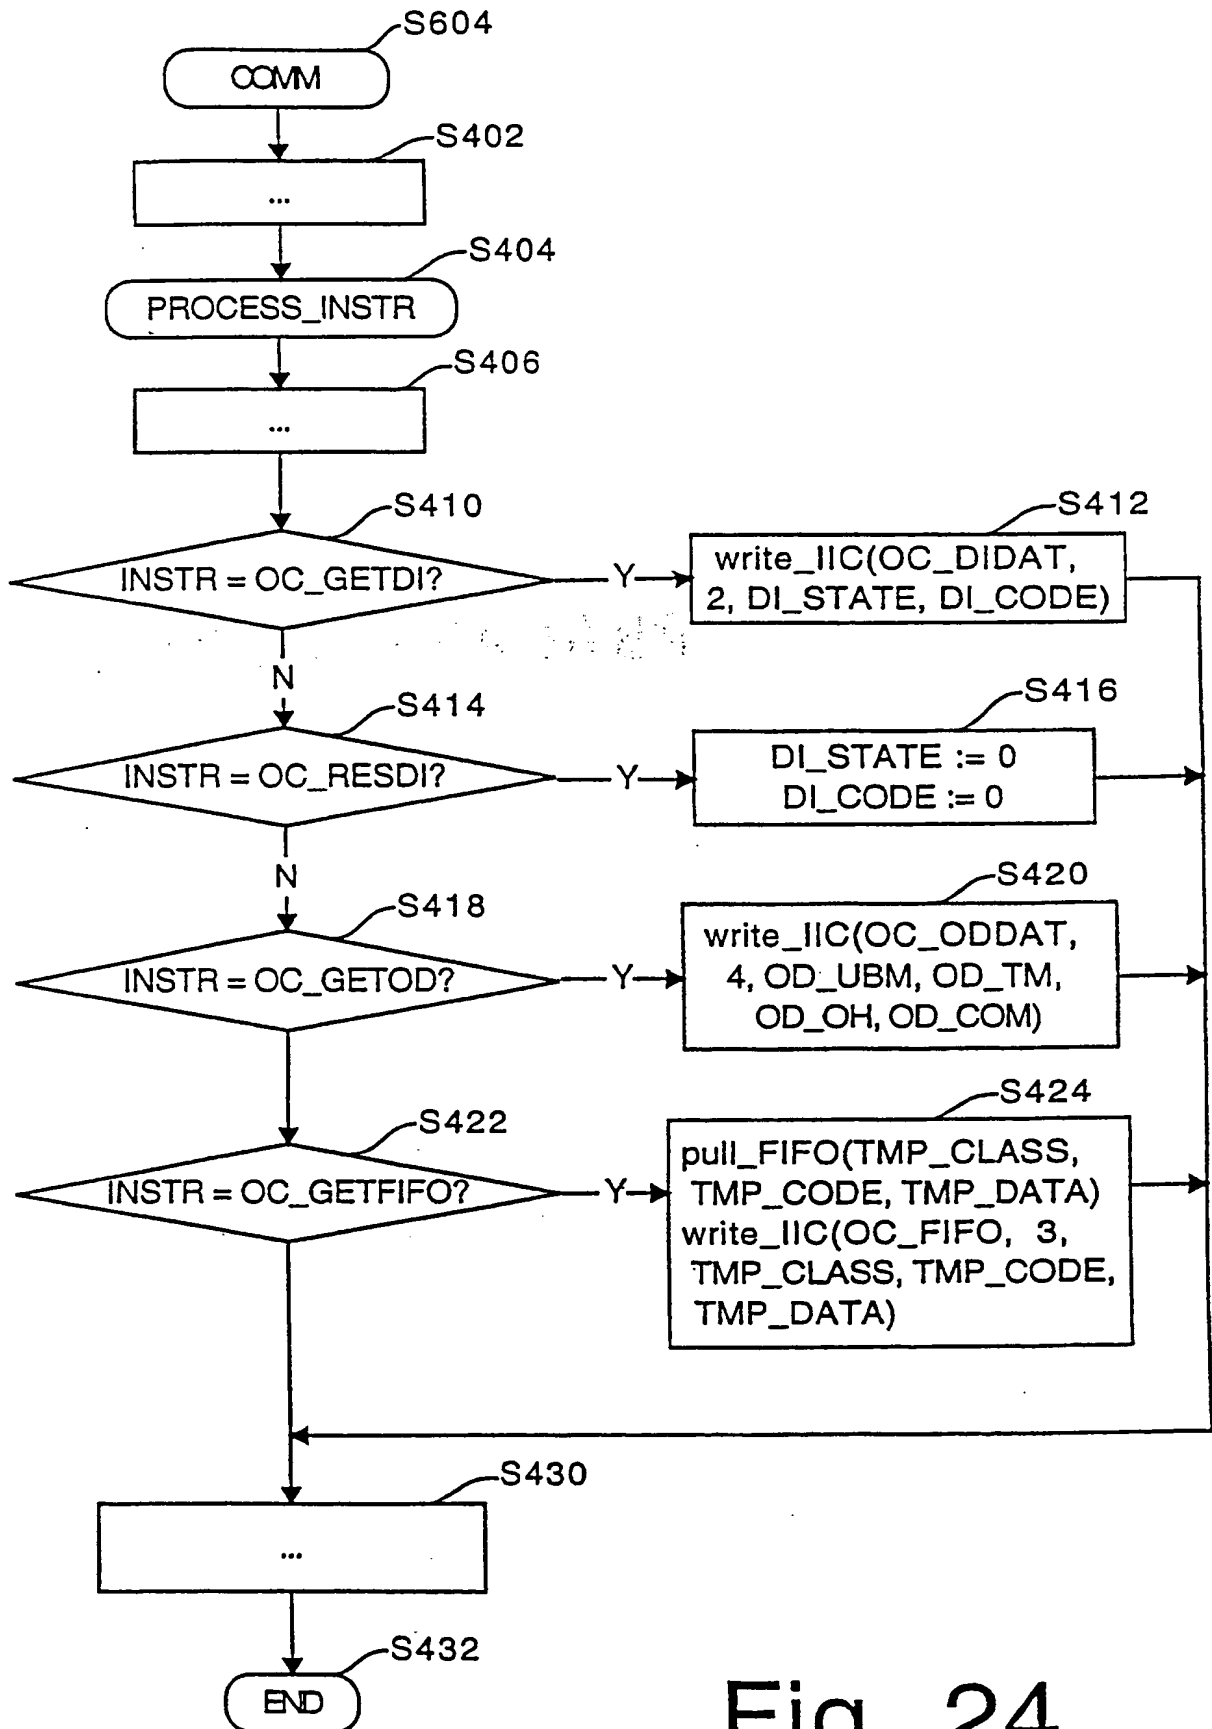 S604
COMM
S402
...
S404
PROCESS_INSTR
S406
...
S410
INSTR = OC_GETDI?
Y
S412
write_IIC(OC_DIDAT,
2, DI_STATE, DI_CODE)
N
S414
INSTR = OC_RESDI?
Y
S416
DI_STATE := 0
DI_CODE := 0
N
S418
INSTR = OC_GETOD?
Y
S420
write_IIC(OC_ODDAT,
4, OD_UBM, OD_TM,
OD_OH, OD_COM)
S422
INSTR = OC_GETFIFO?
Y
S424
pull_FIFO(TMP_CLASS,
TMP_CODE, TMP_DATA)
write_IIC(OC_FIFO, 3,
TMP_CLASS, TMP_CODE,
TMP_DATA)
S430
...
S432
END
Fig. 24